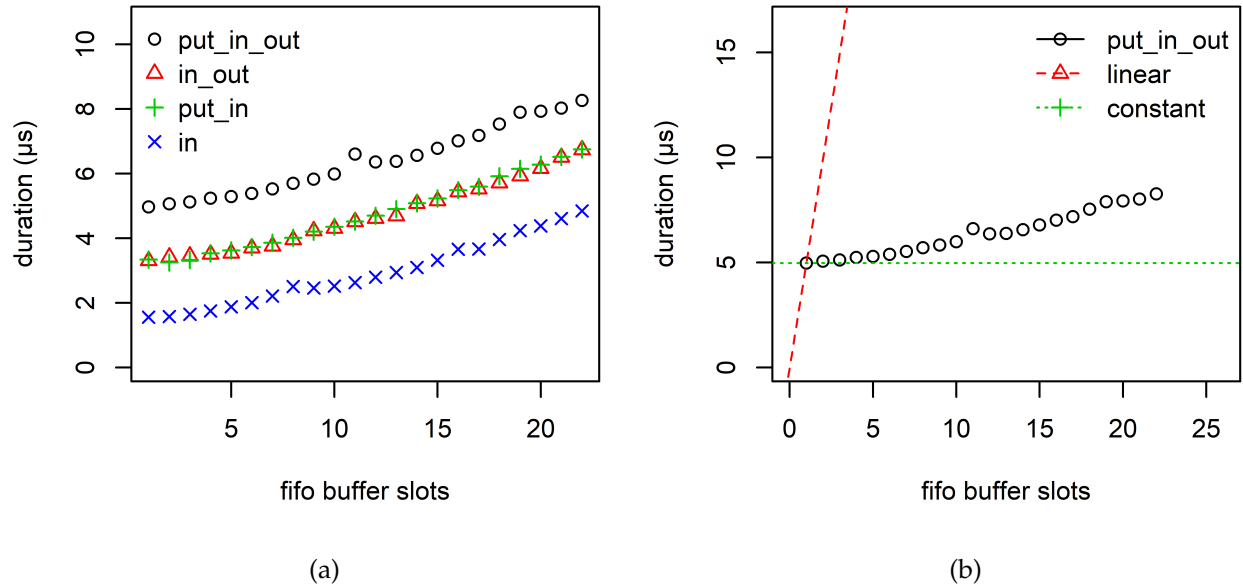 put_in_out
in_out
put_in
in
duration (µs)
0
2
4
6
8
10
5
10
15
20
fifo buffer slots
(a)
put_in_out
linear
constant
duration (µs)
0
5
10
15
0
5
10
15
20
25
fifo buffer slots
(b)